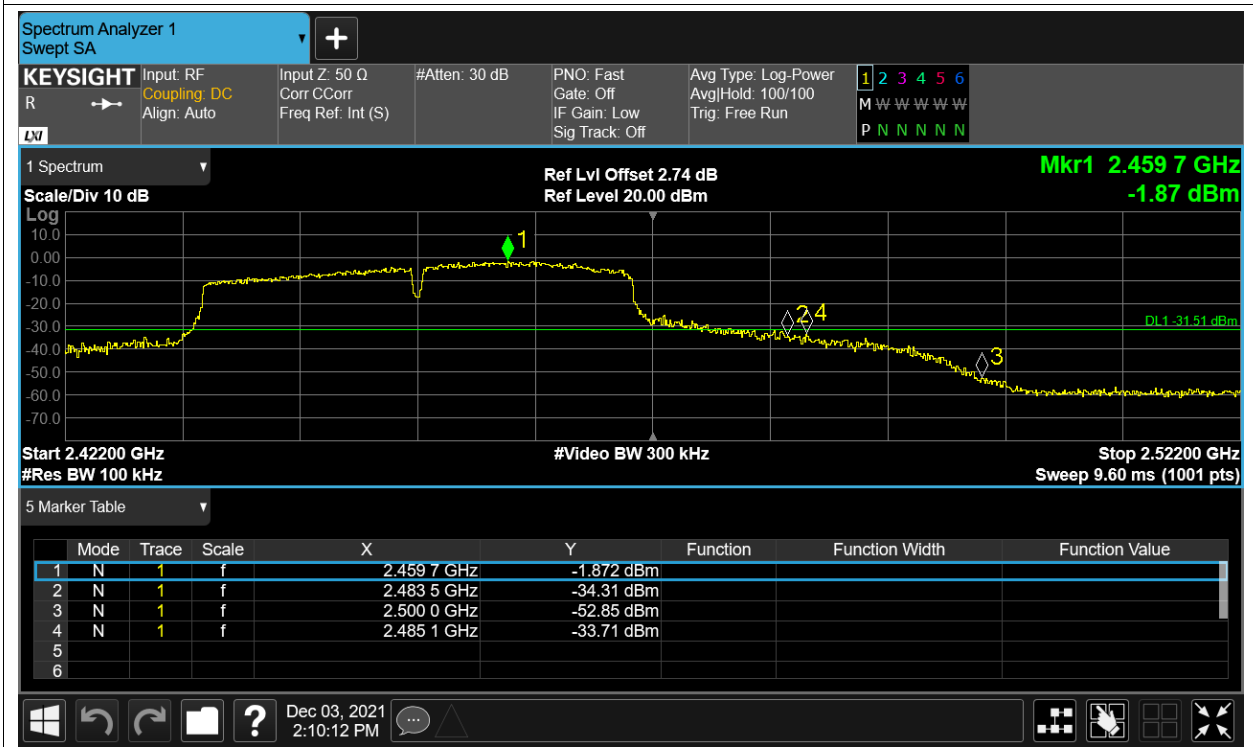 Spectrum Analyzer 1
Swept SA
+
KEYSIGHT Input: RF Input Z: 50 Ω #Atten: 30 dB PNO: Fast Avg Type: Log-Power 1 2 3 4 5 6
R Coupling: DC Corr CCorr Gate: Off Avg|Hold: 100/100 M W W W W W
Align: Auto Freq Ref: Int (S) IF Gain: Low Trig: Free Run
LXI Sig Track: Off P N N N N N
1 Spectrum Ref Lvl Offset 2.74 dB Mkr1 2.459 7 GHz
Scale/Div 10 dB Ref Level 20.00 dBm -1.87 dBm
Log
10.0
1
0.00
-10.0
-20.0
2 4
DL1 -31.51 dBm
-30.0
-40.0
3
-50.0
-60.0
-70.0
Start 2.42200 GHz #Video BW 300 kHz Stop 2.52200 GHz
#Res BW 100 kHz Sweep 9.60 ms (1001 pts)
5 Marker Table
Mode Trace Scale X Y Function Function Width Function Value
1 N 1 f 2.459 7 GHz -1.872 dBm
2 N 1 f 2.483 5 GHz -34.31 dBm
3 N 1 f 2.500 0 GHz -52.85 dBm
4 N 1 f 2.485 1 GHz -33.71 dBm
5
6
? Dec 03, 2021
2:10:12 PM